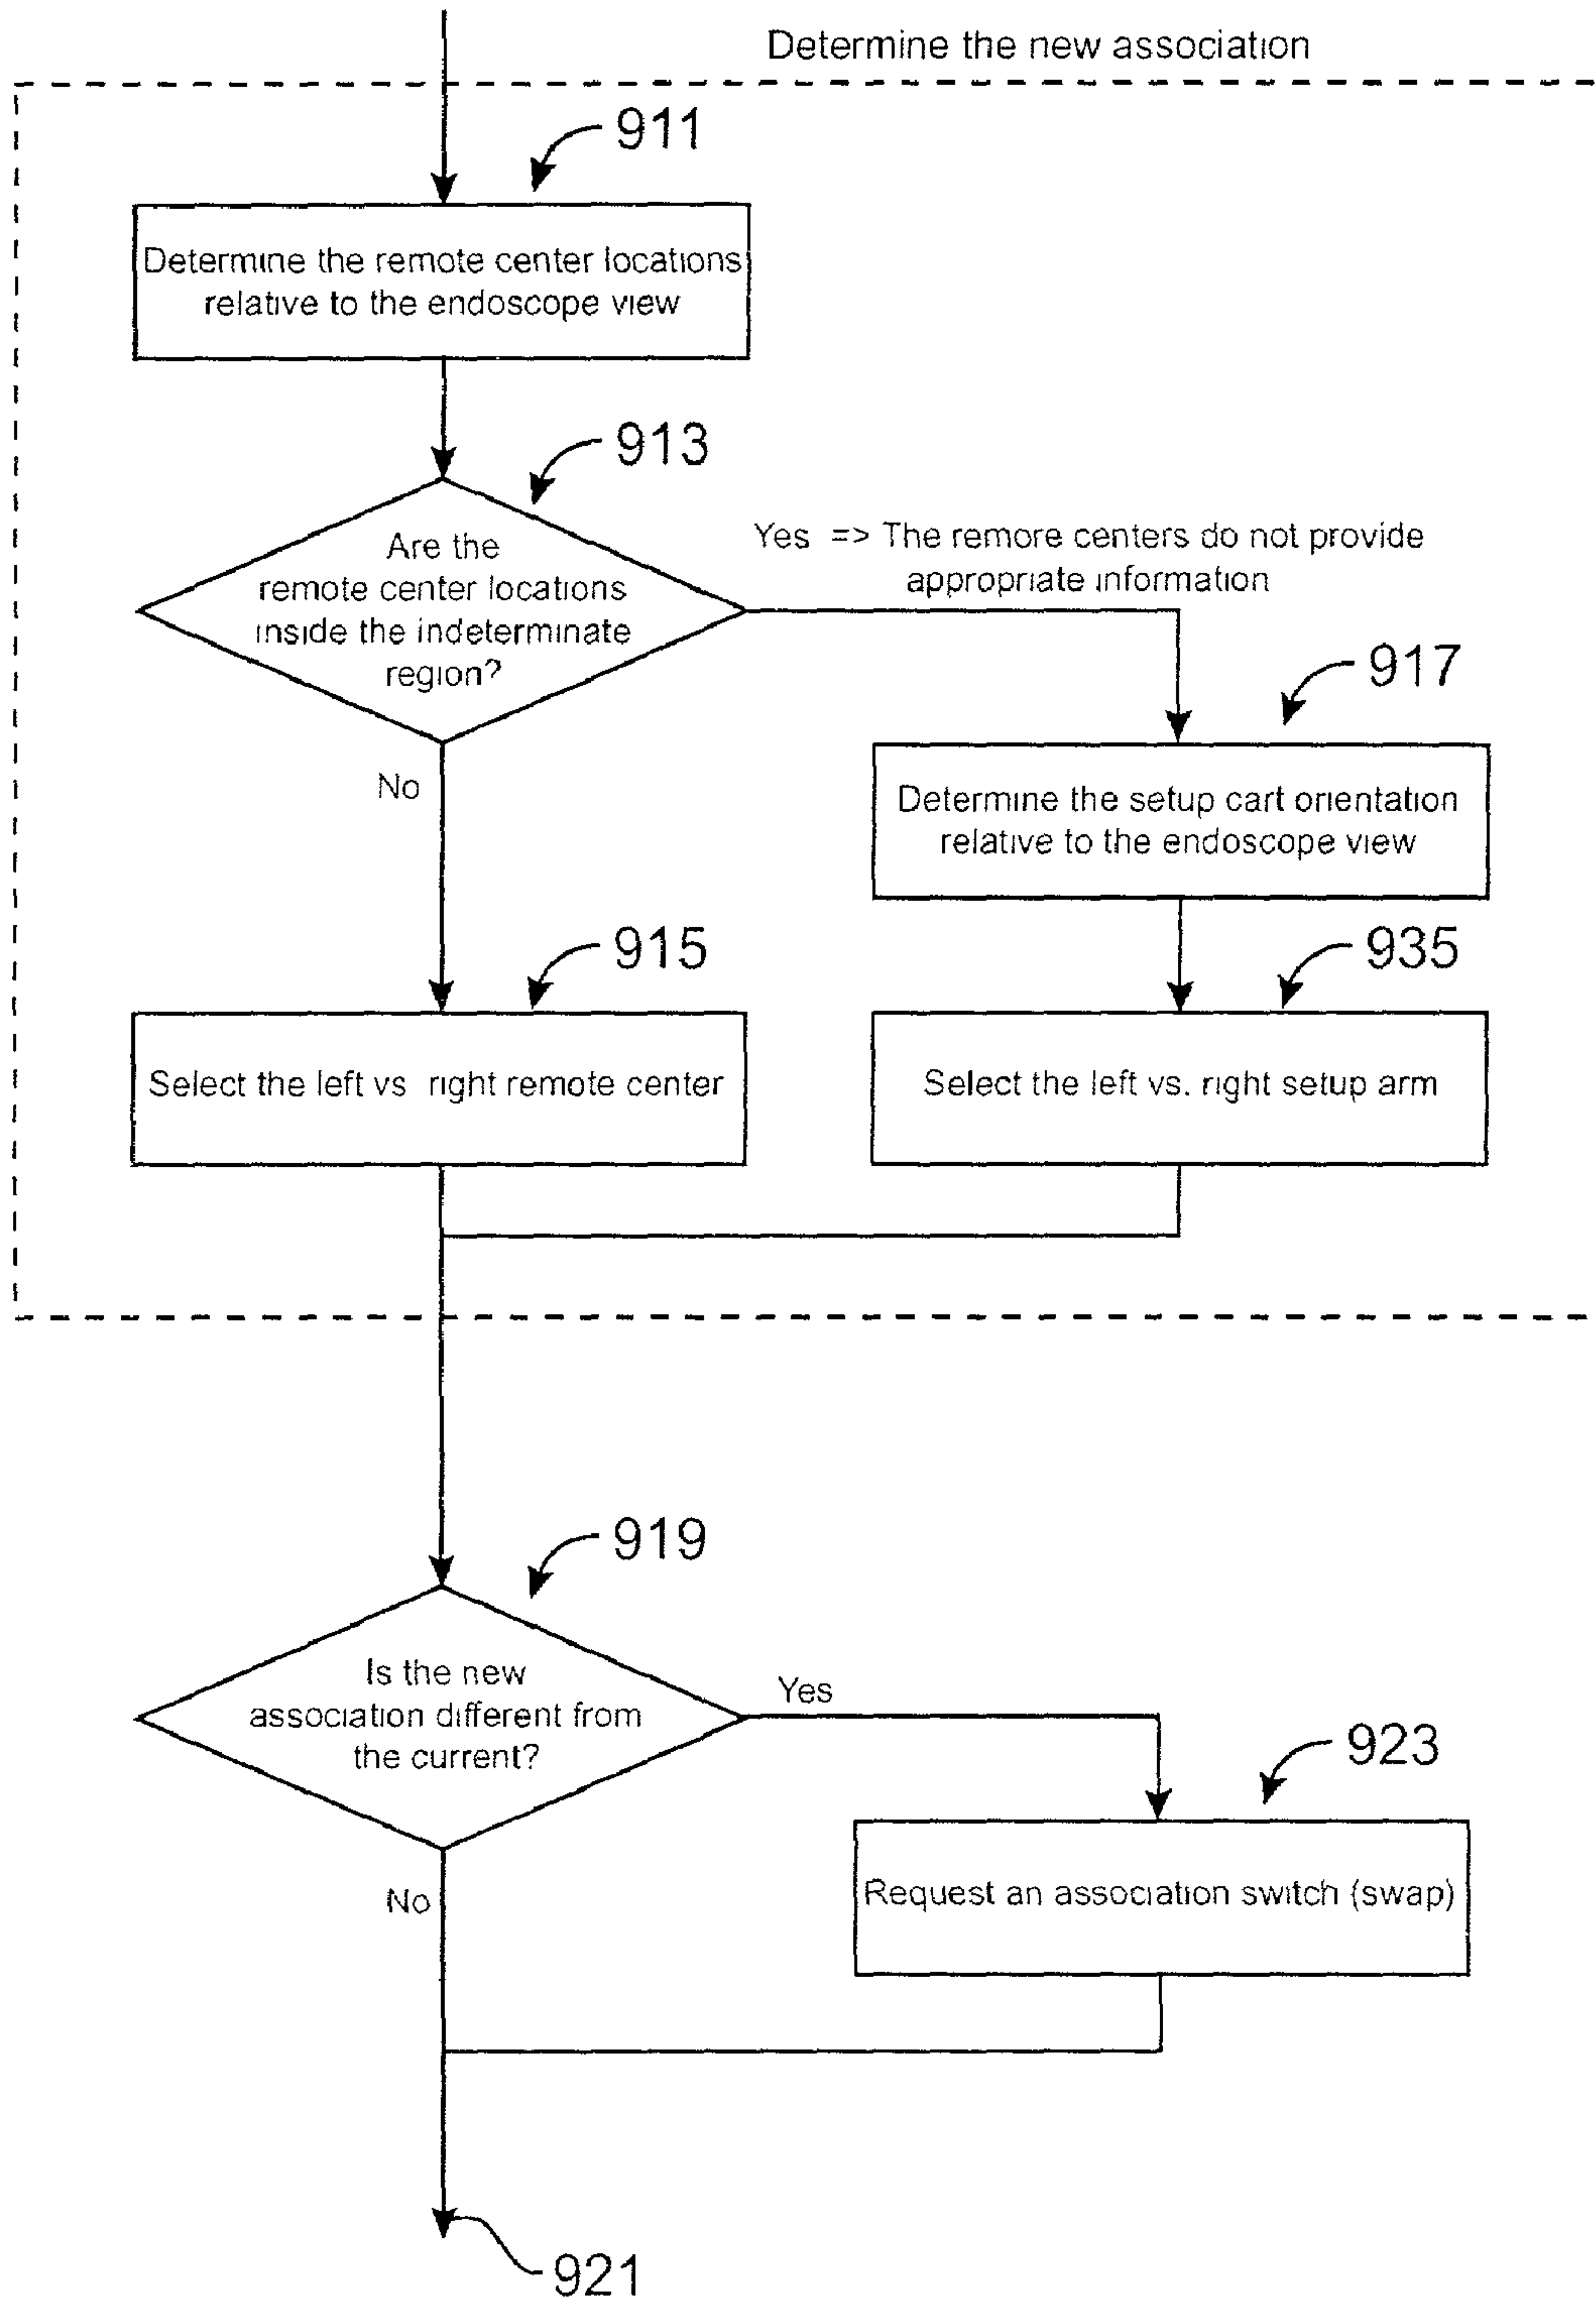 Determine the new association
911
Determine the remote center locations
relative to the endoscope view
913
Are the
remote center locations
inside the indeterminate
region?
Yes => The remore centers do not provide
appropriate information
No
917
Determine the setup cart orientation
relative to the endoscope view
915
Select the left vs right remote center
935
Select the left vs. right setup arm
919
Is the new
association different from
the current?
Yes
No
923
Request an association switch (swap)
921